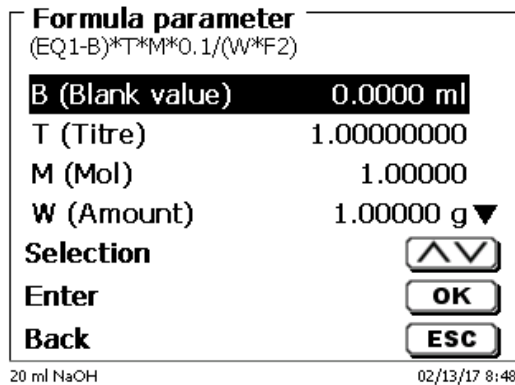 Formula parameter
(EQ1-B)*T*M*0.1/(W*F2)
B (Blank value) 0.0000 ml
T (Titre) 1.00000000
M (Mol) 1.00000
W (Amount) 1.00000 g▼
Selection
Enter OK
Back ESC
20 ml NaOH 02/13/17 8:48